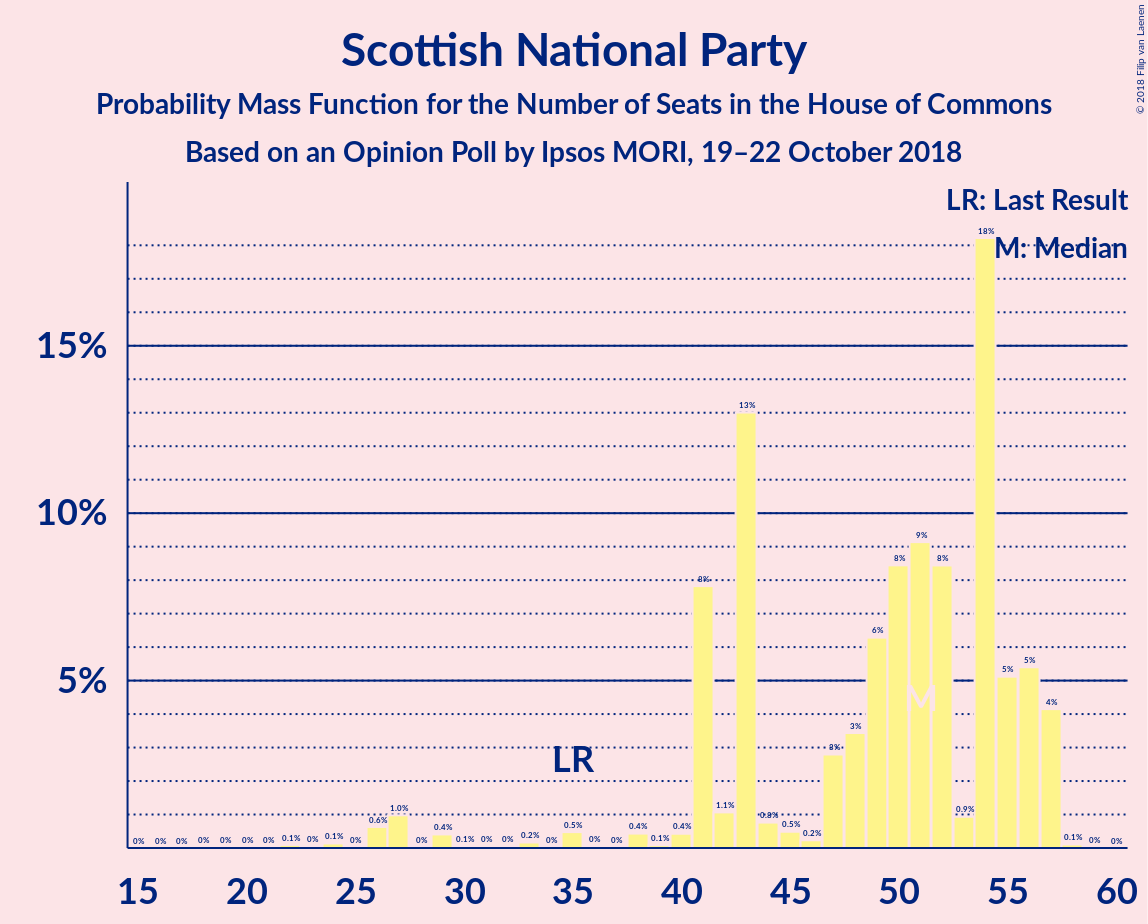 Scottish National Party
Probability Mass Function for the Number of Seats in the House of Commons
Based on an Opinion Poll by Ipsos MORI, 19–22 October 2018
© 2018 Filip van Laenen
LR: Last Result
M: Median
15%
10%
5%
0% 0% 0% 0% 0% 0% 0% 0.1% 0% 0.1% 0% 0.6% 1.0% 0% 0.4% 0.1% 0% 0% 0.2% 0% 0.5% 0% 0% 0.4% 0.1% 0.4% 8% 1.1% 13% 0.8% 0.5% 0.2% 3% 3% 6% 8% 9% 8% 0.9% 18% 5% 5% 4% 0.1% 0% 0%
LR
M
15 20 25 30 35 40 45 50 55 60